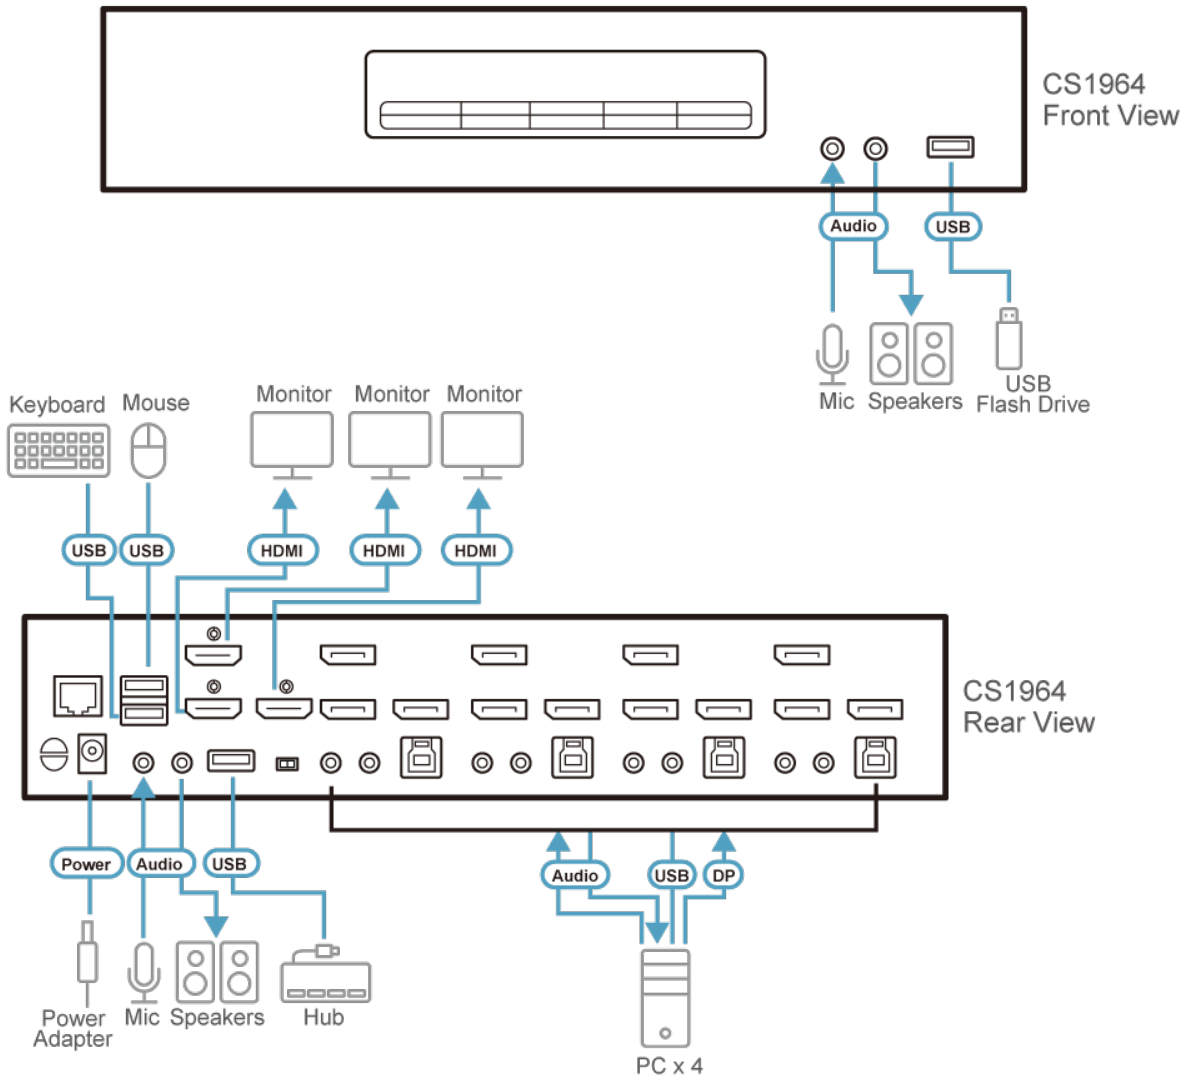 CS1964
Front View
Audio
USB
Mic
Speakers
USB
Flash Drive
Keyboard
Mouse
Monitor
Monitor
Monitor
USB
USB
HDMI
HDMI
HDMI
CS1964
Rear View
Power
Audio
USB
Audio
USB
DP
Power
Adapter
Mic
Speakers
Hub
PC x 4